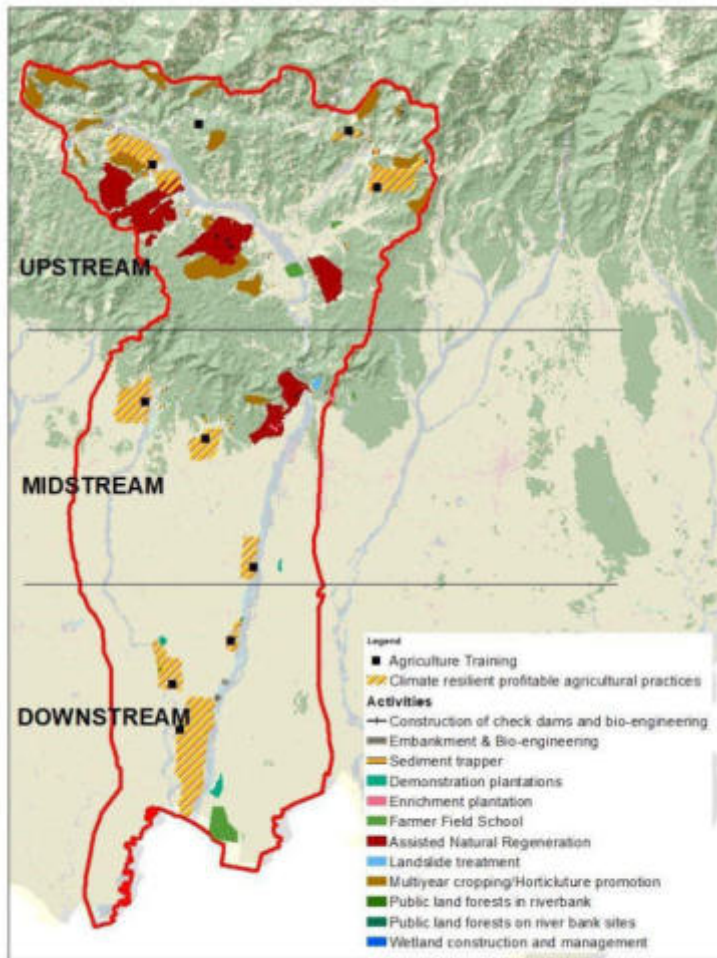 UPSTREAM
MIDSTREAM
DOWNSTREAM
Legend
Agriculture Training
Climate resilient profitable agricultural practices
Activities
Construction of check dams and bio-engineering
Embankment & Bio-engineering
Sediment trapper
Demonstration plantations
Enrichment plantation
Farmer Field School
Assisted Natural Regeneration
Landslide treatment
Multiyear cropping/Horticluture promotion
Public land forests in riverbank
Public land forests on river bank sites
Wetland construction and management